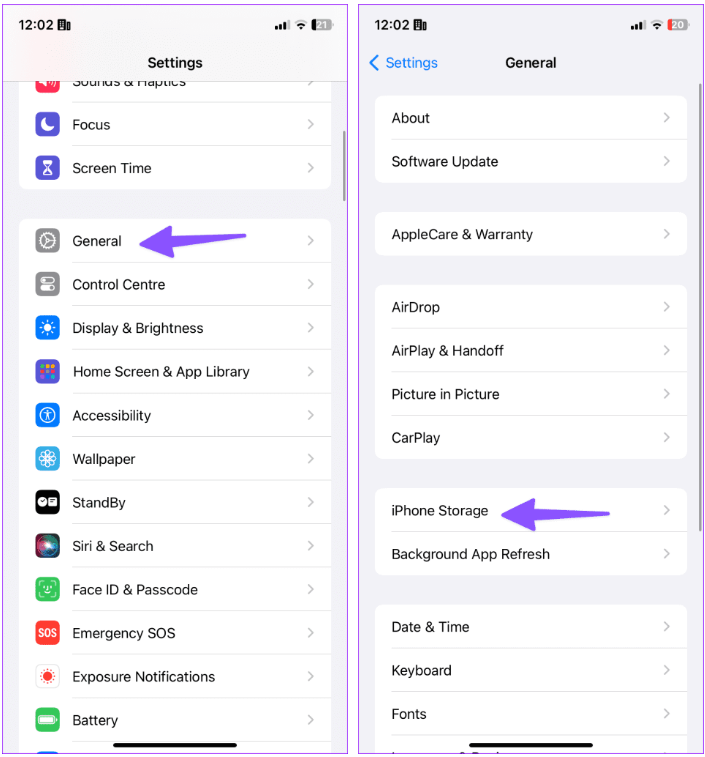 12:02
21
Settings
Sounds & Haptics
Focus
Screen Time
General
Control Centre
Display & Brightness
Home Screen & App Library
Accessibility
Wallpaper
StandBy
Siri & Search
Face ID & Passcode
SOS
Emergency SOS
Exposure Notifications
Battery
12:02
20
Settings
General
About
Software Update
AppleCare & Warranty
AirDrop
AirPlay & Handoff
Picture in Picture
CarPlay
iPhone Storage
Background App Refresh
Date & Time
Keyboard
Fonts